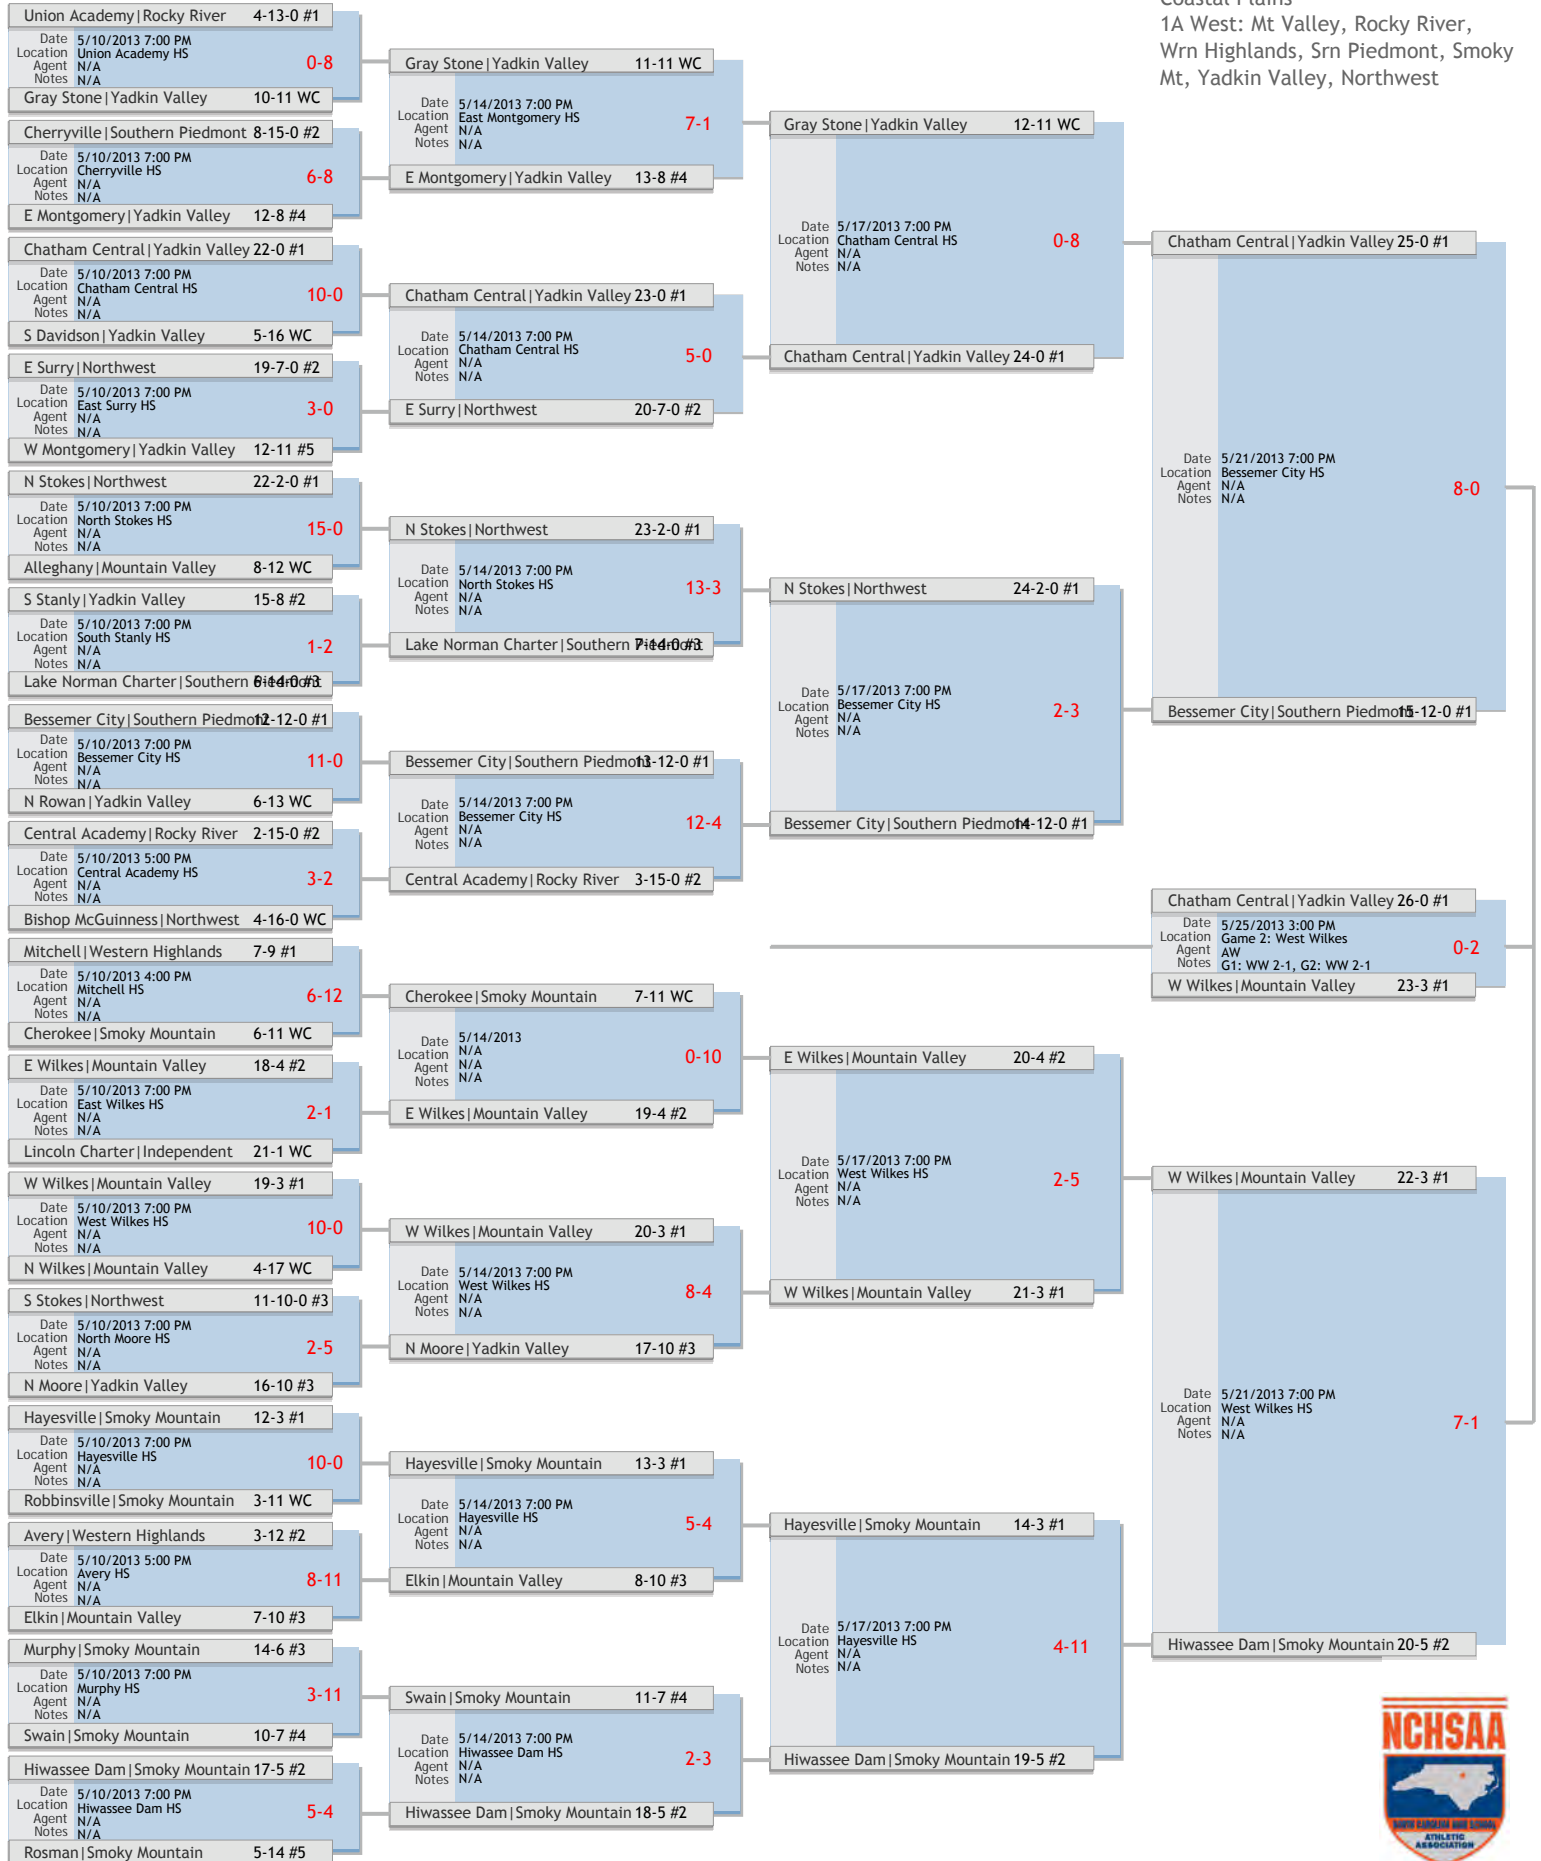 Coastal Plains
1A West: Mt Valley, Rocky River,
Wrn Highlands, Srn Piedmont, Smoky
Mt, Yadkin Valley, Northwest
Union Academy|Rocky River 4-13-0 #1
Date 5/10/2013 7:00 PM
Location Union Academy HS
Agent N/A
Notes N/A
0-8
Gray Stone|Yadkin Valley 10-11 WC
Cherryville|Southern Piedmont 8-15-0 #2
Date 5/10/2013 7:00 PM
Location Cherryville HS
Agent N/A
Notes N/A
6-8
E Montgomery|Yadkin Valley 12-8 #4
Chatham Central|Yadkin Valley 22-0 #1
Date 5/10/2013 7:00 PM
Location Chatham Central HS
Agent N/A
Notes N/A
10-0
S Davidson|Yadkin Valley 5-16 WC
E Surry|Northwest 19-7-0 #2
Date 5/10/2013 7:00 PM
Location East Surry HS
Agent N/A
Notes N/A
3-0
W Montgomery|Yadkin Valley 12-11 #5
N Stokes|Northwest 22-2-0 #1
Date 5/10/2013 7:00 PM
Location North Stokes HS
Agent N/A
Notes N/A
15-0
Alleghany|Mountain Valley 8-12 WC
S Stanly|Yadkin Valley 15-8 #2
Date 5/10/2013 7:00 PM
Location South Stanly HS
Agent N/A
Notes N/A
1-2
Lake Norman Charter|Southern Piedmont 6-14-0 #3
Bessemer City|Southern Piedmont 12-12-0 #1
Date 5/10/2013 7:00 PM
Location Bessemer City HS
Agent N/A
Notes N/A
11-0
N Rowan|Yadkin Valley 6-13 WC
Central Academy|Rocky River 2-15-0 #2
Date 5/10/2013 5:00 PM
Location Central Academy HS
Agent N/A
Notes N/A
3-2
Bishop McGuinness|Northwest 4-16-0 WC
Mitchell|Western Highlands 7-9 #1
Date 5/10/2013 4:00 PM
Location Mitchell HS
Agent N/A
Notes N/A
6-12
Cherokee|Smoky Mountain 6-11 WC
E Wilkes|Mountain Valley 18-4 #2
Date 5/10/2013 7:00 PM
Location East Wilkes HS
Agent N/A
Notes N/A
2-1
Lincoln Charter|Independent 21-1 WC
W Wilkes|Mountain Valley 19-3 #1
Date 5/10/2013 7:00 PM
Location West Wilkes HS
Agent N/A
Notes N/A
10-0
N Wilkes|Mountain Valley 4-17 WC
S Stokes|Northwest 11-10-0 #3
Date 5/10/2013 7:00 PM
Location North Moore HS
Agent N/A
Notes N/A
2-5
N Moore|Yadkin Valley 16-10 #3
Hayesville|Smoky Mountain 12-3 #1
Date 5/10/2013 7:00 PM
Location Hayesville HS
Agent N/A
Notes N/A
10-0
Robbinsville|Smoky Mountain 3-11 WC
Avery|Western Highlands 3-12 #2
Date 5/10/2013 5:00 PM
Location Avery HS
Agent N/A
Notes N/A
8-11
Elkin|Mountain Valley 7-10 #3
Murphy|Smoky Mountain 14-6 #3
Date 5/10/2013 7:00 PM
Location Murphy HS
Agent N/A
Notes N/A
3-11
Swain|Smoky Mountain 10-7 #4
Hiwassee Dam|Smoky Mountain 17-5 #2
Date 5/10/2013 7:00 PM
Location Hiwassee Dam HS
Agent N/A
Notes N/A
5-4
Rosman|Smoky Mountain 5-14 #5
Gray Stone|Yadkin Valley 11-11 WC
Date 5/14/2013 7:00 PM
Location East Montgomery HS
Agent N/A
Notes N/A
7-1
E Montgomery|Yadkin Valley 13-8 #4
Chatham Central|Yadkin Valley 23-0 #1
Date 5/14/2013 7:00 PM
Location Chatham Central HS
Agent N/A
Notes N/A
5-0
E Surry|Northwest 20-7-0 #2
N Stokes|Northwest 23-2-0 #1
Date 5/14/2013 7:00 PM
Location North Stokes HS
Agent N/A
Notes N/A
13-3
Lake Norman Charter|Southern Piedmont 7-14-0 #3
Bessemer City|Southern Piedmont 13-12-0 #1
Date 5/14/2013 7:00 PM
Location Bessemer City HS
Agent N/A
Notes N/A
12-4
Central Academy|Rocky River 3-15-0 #2
Cherokee|Smoky Mountain 7-11 WC
Date 5/14/2013
Location N/A
Agent N/A
Notes N/A
0-10
E Wilkes|Mountain Valley 19-4 #2
W Wilkes|Mountain Valley 20-3 #1
Date 5/14/2013 7:00 PM
Location West Wilkes HS
Agent N/A
Notes N/A
8-4
N Moore|Yadkin Valley 17-10 #3
Hayesville|Smoky Mountain 13-3 #1
Date 5/14/2013 7:00 PM
Location Hayesville HS
Agent N/A
Notes N/A
5-4
Elkin|Mountain Valley 8-10 #3
Swain|Smoky Mountain 11-7 #4
Date 5/14/2013 7:00 PM
Location Hiwassee Dam HS
Agent N/A
Notes N/A
2-3
Hiwassee Dam|Smoky Mountain 18-5 #2
Gray Stone|Yadkin Valley 12-11 WC
Date 5/17/2013 7:00 PM
Location Chatham Central HS
Agent N/A
Notes N/A
0-8
Chatham Central|Yadkin Valley 24-0 #1
N Stokes|Northwest 24-2-0 #1
Date 5/17/2013 7:00 PM
Location Bessemer City HS
Agent N/A
Notes N/A
2-3
Bessemer City|Southern Piedmont 14-12-0 #1
E Wilkes|Mountain Valley 20-4 #2
Date 5/17/2013 7:00 PM
Location West Wilkes HS
Agent N/A
Notes N/A
2-5
W Wilkes|Mountain Valley 21-3 #1
Hayesville|Smoky Mountain 14-3 #1
Date 5/17/2013 7:00 PM
Location Hayesville HS
Agent N/A
Notes N/A
4-11
Hiwassee Dam|Smoky Mountain 19-5 #2
Chatham Central|Yadkin Valley 25-0 #1
Date 5/21/2013 7:00 PM
Location Bessemer City HS
Agent N/A
Notes N/A
8-0
Bessemer City|Southern Piedmont 15-12-0 #1
Chatham Central|Yadkin Valley 26-0 #1
Date 5/25/2013 3:00 PM
Location Game 2: West Wilkes
Agent AW
Notes G1: WW 2-1, G2: WW 2-1
0-2
W Wilkes|Mountain Valley 23-3 #1
W Wilkes|Mountain Valley 22-3 #1
Date 5/21/2013 7:00 PM
Location West Wilkes HS
Agent N/A
Notes N/A
7-1
Hiwassee Dam|Smoky Mountain 20-5 #2
NCHSAA
NORTH CAROLINA HIGH SCHOOL
ATHLETIC
ASSOCIATION